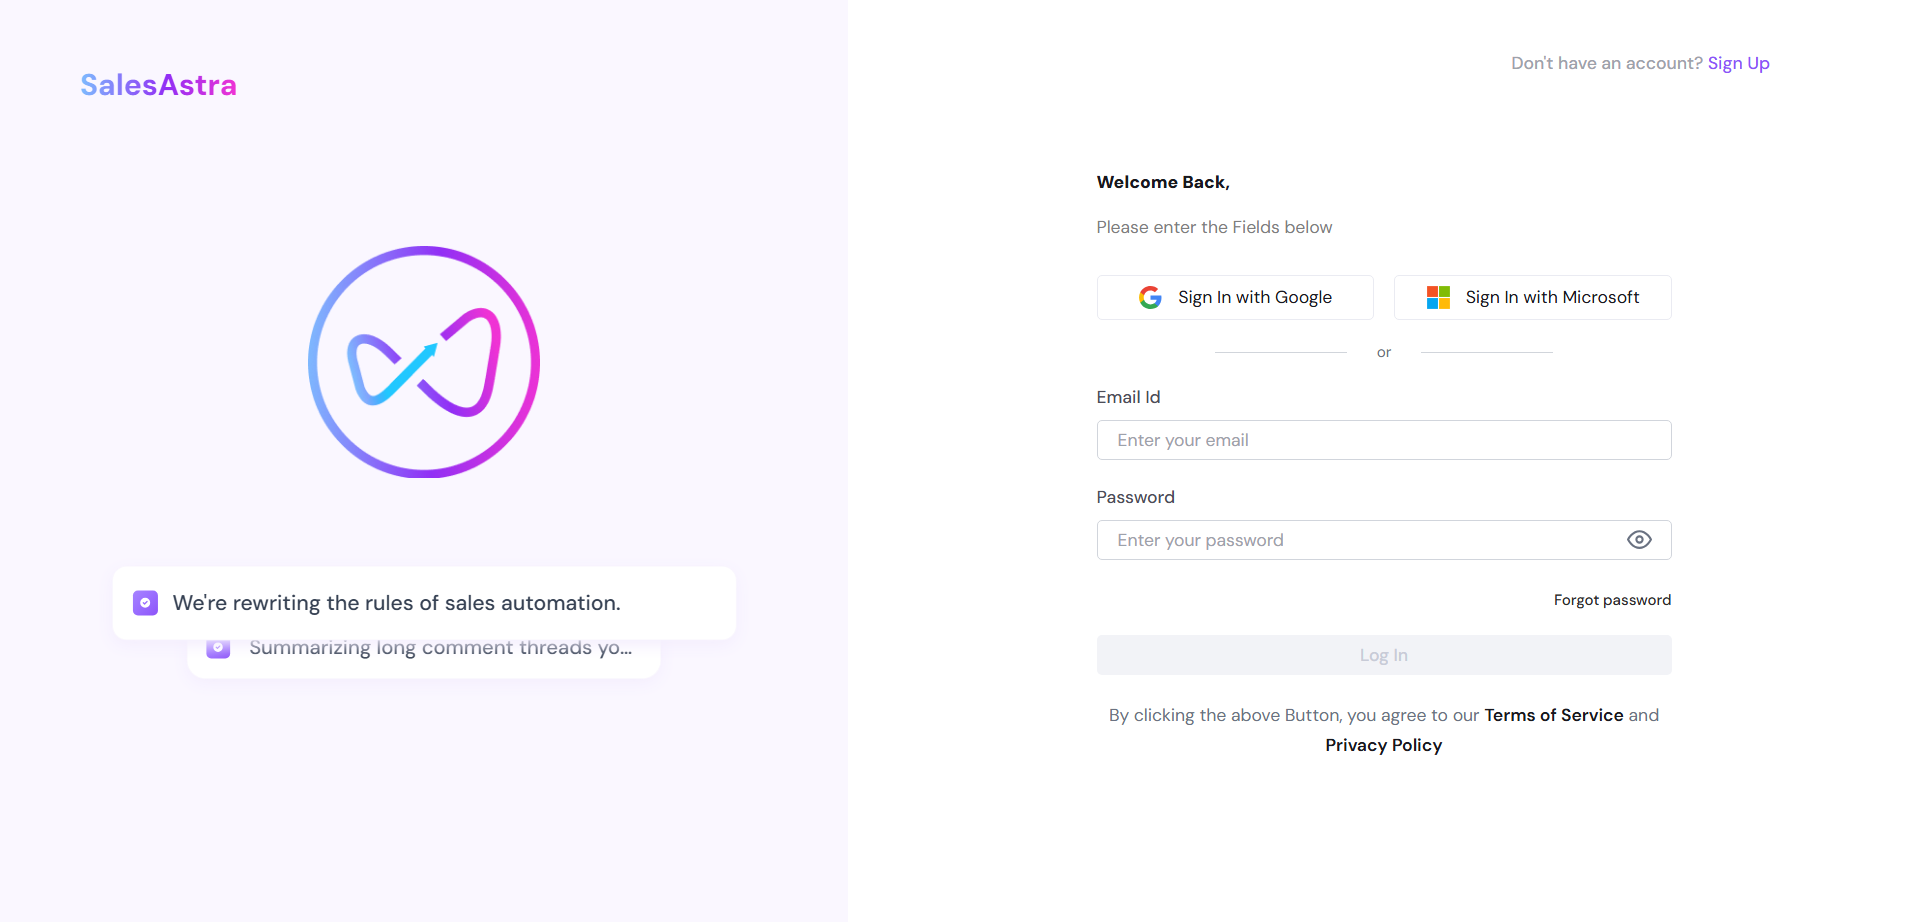 SalesAstra
We're rewriting the rules of sales automation.
Summarizing long comment threads yo...
Don't have an account? Sign Up
Welcome Back,
Please enter the Fields below
Sign In with Google
Sign In with Microsoft
or
Email Id
Enter your email
Password
Enter your password
Forgot password
Log In
By clicking the above Button, you agree to our Terms of Service and
Privacy Policy